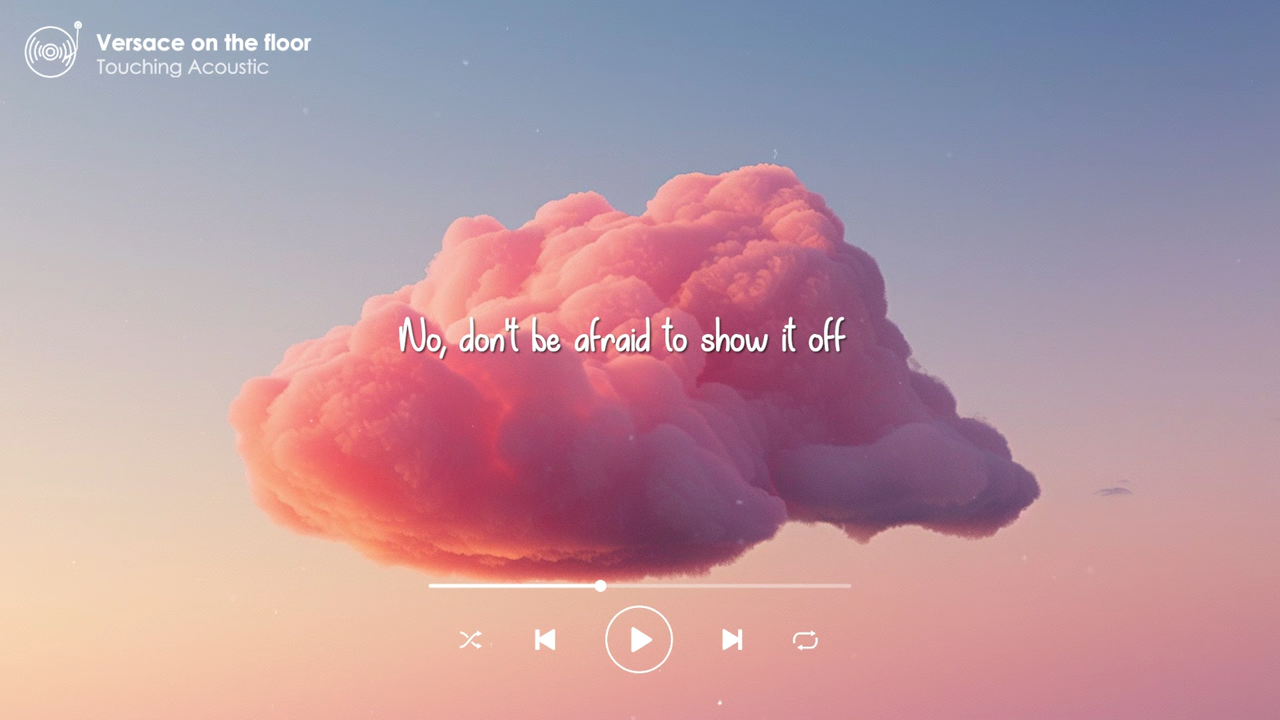 Versace on the floor
Touching Acoustic
No, don't be afraid to show it off